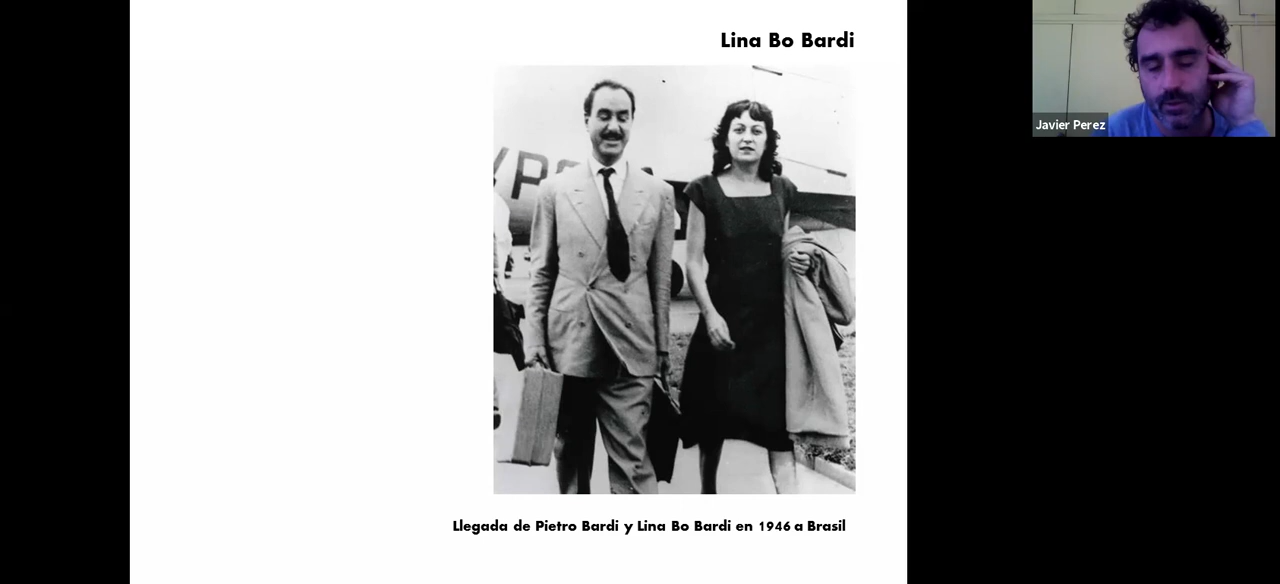 Lina Bo Bardi
Javier Perez
Llegada de Pietro Bardi y Lina Bo Bardi en 1946 a Brasil